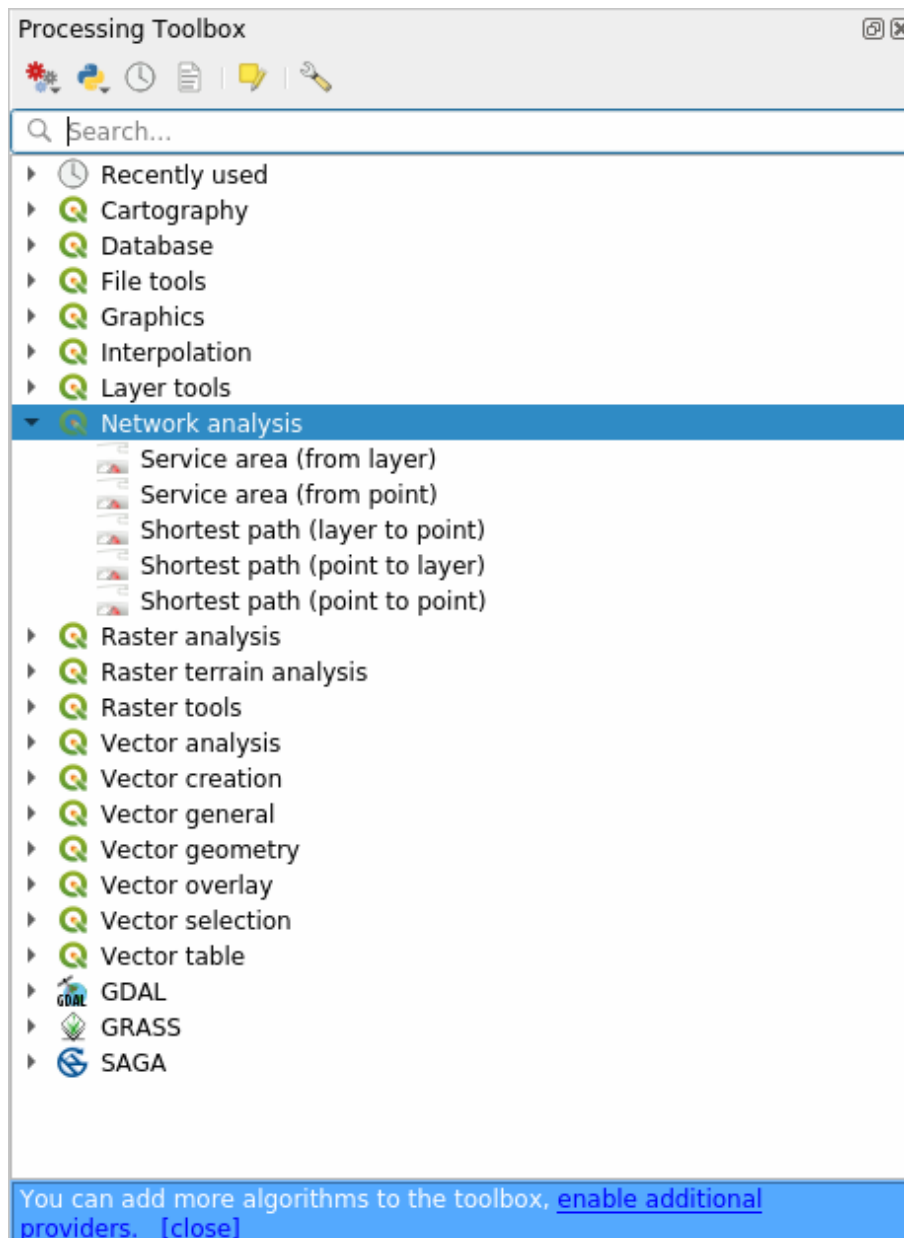 Processing Toolbox
Search...
Recently used
Cartography
Database
File tools
Graphics
Interpolation
Layer tools
Network analysis
Service area (from layer)
Service area (from point)
Shortest path (layer to point)
Shortest path (point to layer)
Shortest path (point to point)
Raster analysis
Raster terrain analysis
Raster tools
Vector analysis
Vector creation
Vector general
Vector geometry
Vector overlay
Vector selection
Vector table
GDAL GDAL
GRASS
SAGA
You can add more algorithms to the toolbox, enable additional
providers. [close]